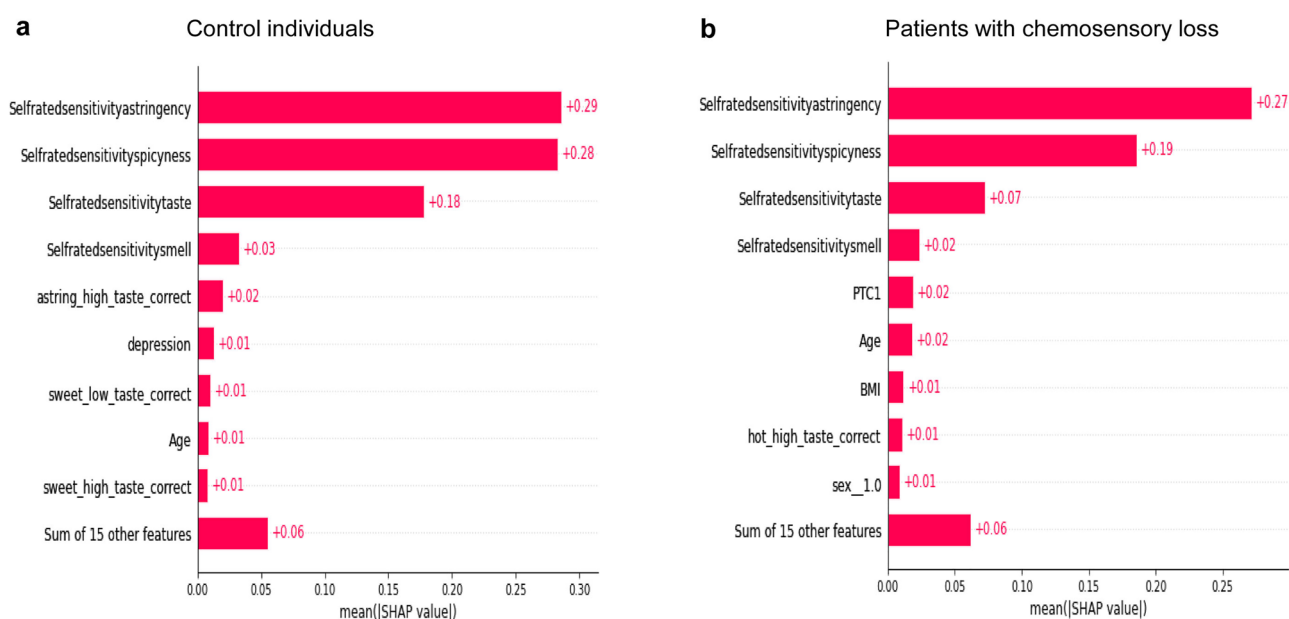 a
Control individuals
Selfratedsensitivityastringency
+0.29
Selfratedsensitivityspicyness
+0.28
Selfratedsensitivitytaste
+0.18
Selfratedsensitivitysmell
+0.03
astring_high_taste_correct
+0.02
depression
+0.01
sweet_low_taste_correct
+0.01
Age
+0.01
sweet_high_taste_correct
+0.01
Sum of 15 other features
+0.06
0.00 0.05 0.10 0.15 0.20 0.25 0.30
mean(|SHAP value|)
b
Patients with chemosensory loss
Selfratedsensitivityastringency
+0.27
Selfratedsensitivityspicyness
+0.19
Selfratedsensitivitytaste
+0.07
Selfratedsensitivitysmell
+0.02
PTC1
+0.02
Age
+0.02
BMI
+0.01
hot_high_taste_correct
+0.01
sex__1.0
+0.01
Sum of 15 other features
+0.06
0.00 0.05 0.10 0.15 0.20 0.25
mean(|SHAP value|)